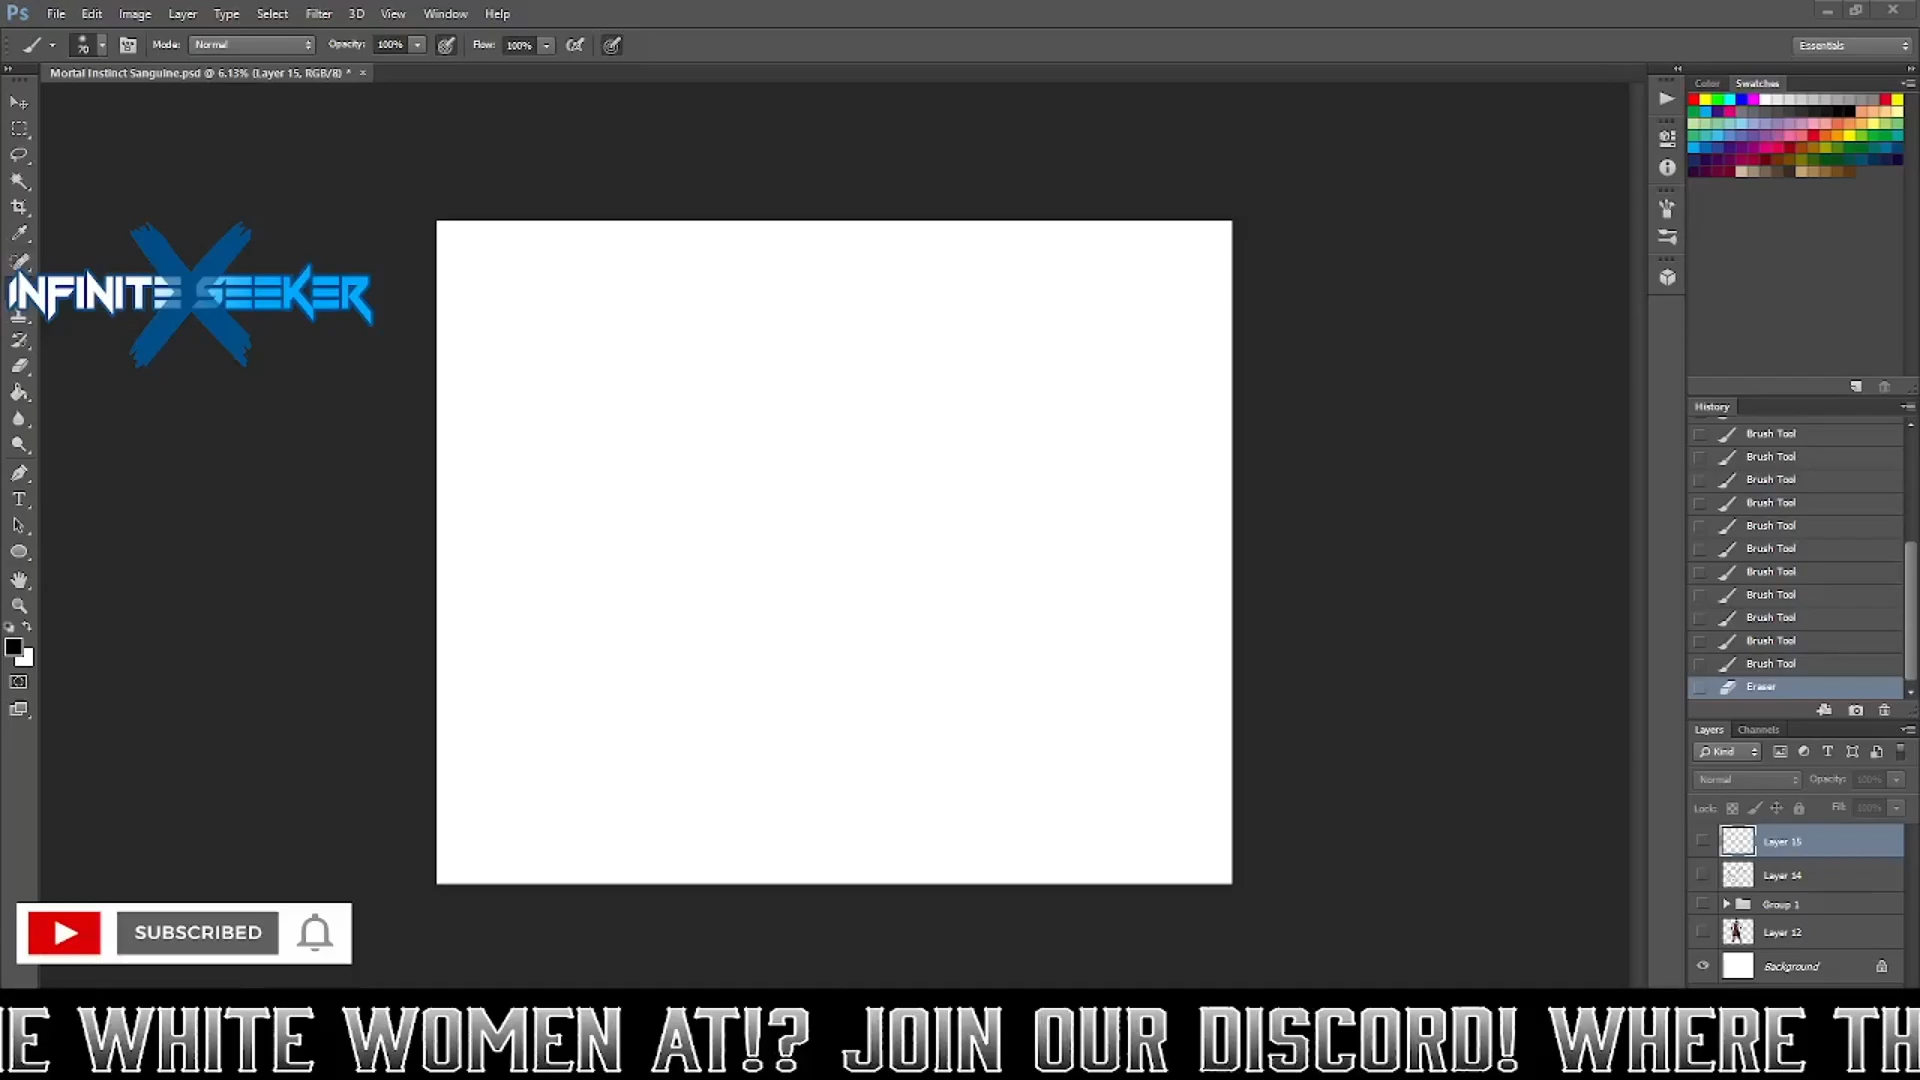 Ps File Edit Image Layer Type Select Filter 3D View Window Help
70 Mode: Normal Opacity: 100% Flow: 100% Essentials
Mortal Instinct Sanguine.psd @ 6.13% (Layer 15, RGB/8) * ×
Color Swatches
INFINITE SEEKER
X
T
History
Brush Tool
Brush Tool
Brush Tool
Brush Tool
Brush Tool
Brush Tool
Brush Tool
Brush Tool
Brush Tool
Brush Tool
Brush Tool
Eraser
Layers Channels
Kind T
Normal Opacity: 100%
Lock: Fill: 100%
Layer 15
Layer 14
Group 1
Layer 12
Background
SUBSCRIBED
E WHITE WOMEN AT!? JOIN OUR DISCORD! WHERE TH